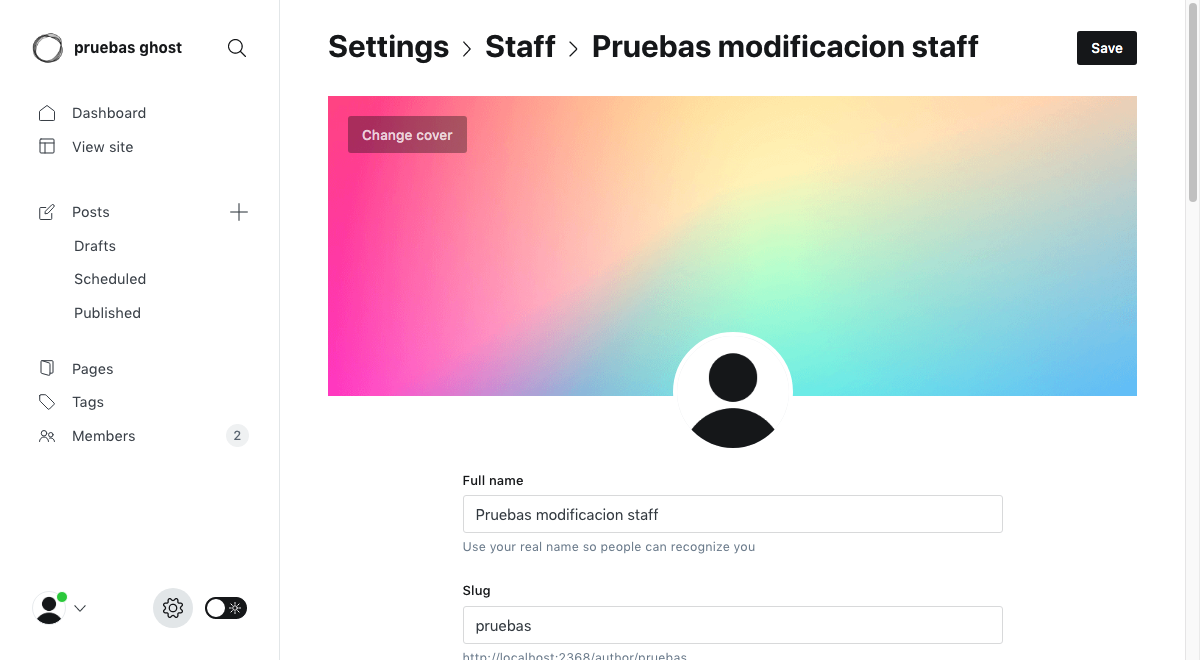 pruebas ghost
Settings > Staff > Pruebas modificacion staff
Save
Dashboard
View site
Posts
Drafts
Scheduled
Published
Pages
Tags
Members
2
Change cover
Full name
Pruebas modificacion staff
Use your real name so people can recognize you
Slug
pruebas
http://localhost:2368/author/pruebas